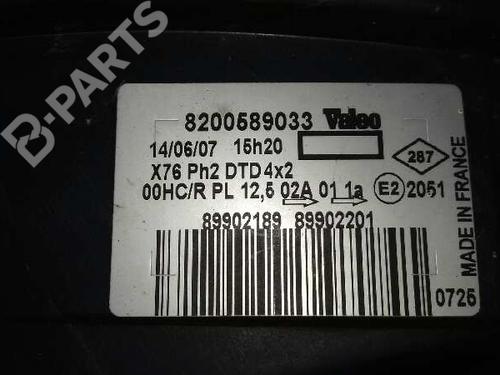 B-PARTS
8200589033 Valeo
14/06/07 15h20
X76 Ph2 DTD 4x2
287
00HC/R PL 12,5 02A 01 1a E2 2051
89902189 89902201
MADE IN FRANCE
0725